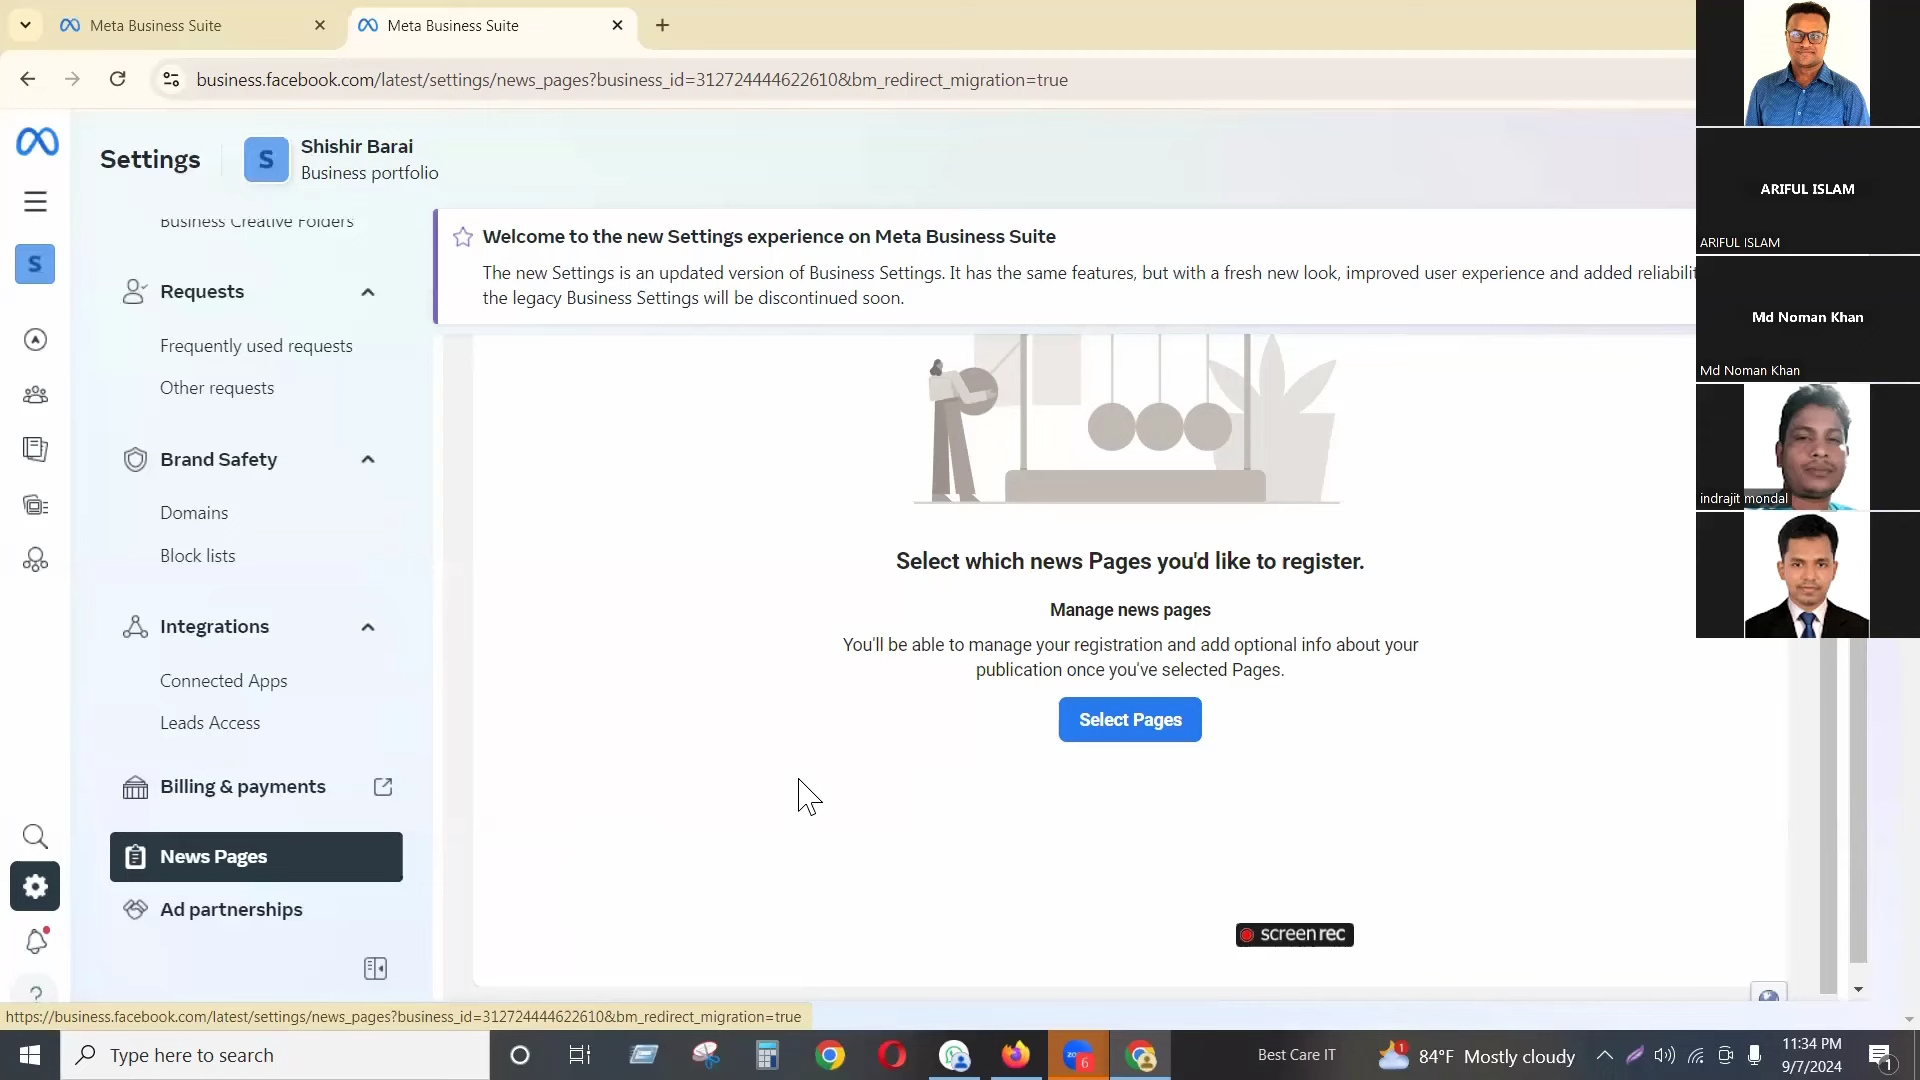 Meta Business Suite
Meta Business Suite
business.facebook.com/latest/settings/news_pages?business_id=312724444622610&bm_redirect_migration=true
Settings
S
Shishir Barai
Business portfolio
S
Business Creative Folders
Requests
Frequently used requests
Other requests
Brand Safety
Domains
Block lists
Integrations
Connected Apps
Leads Access
Billing & payments
News Pages
Ad partnerships
Welcome to the new Settings experience on Meta Business Suite
The new Settings is an updated version of Business Settings. It has the same features, but with a fresh new look, improved user experience and added
the legacy Business Settings will be discontinued soon.
Select which news Pages you'd like to register.
Manage news pages
You'll be able to manage your registration and add optional info about your
publication once you've selected Pages.
Select Pages
screenrec
ARIFUL ISLAM
ARIFUL ISLAM
Md Noman Khan
Md Noman Khan
indrajit mondal
https://business.facebook.com/latest/settings/news_pages?business_id=312724444622610&bm_redirect_migration=true
Type here to search
6
Best Care IT
1
84°F Mostly cloudy
11:34 PM
9/7/2024
1